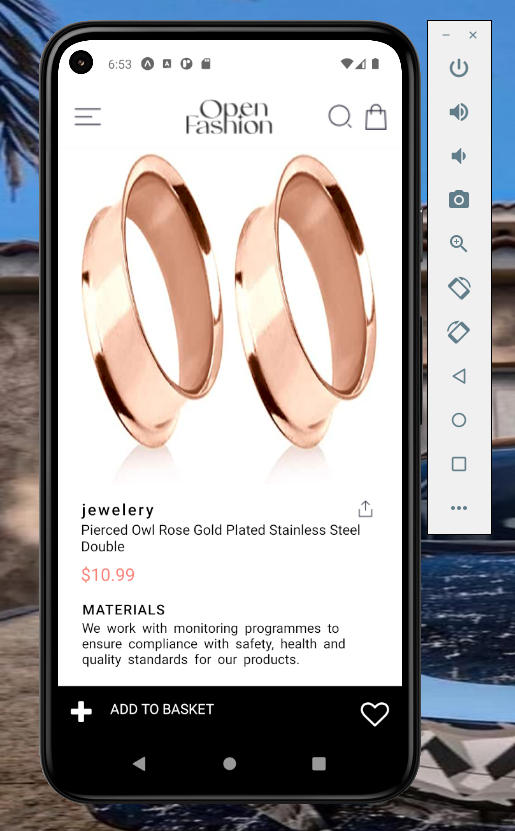 6:53
Open
Fashion
jewelery
Pierced Owl Rose Gold Plated Stainless Steel
Double
$10.99
MATERIALS
We work with monitoring programmes to
ensure compliance with safety, health and
quality standards for our products.
ADD TO BASKET